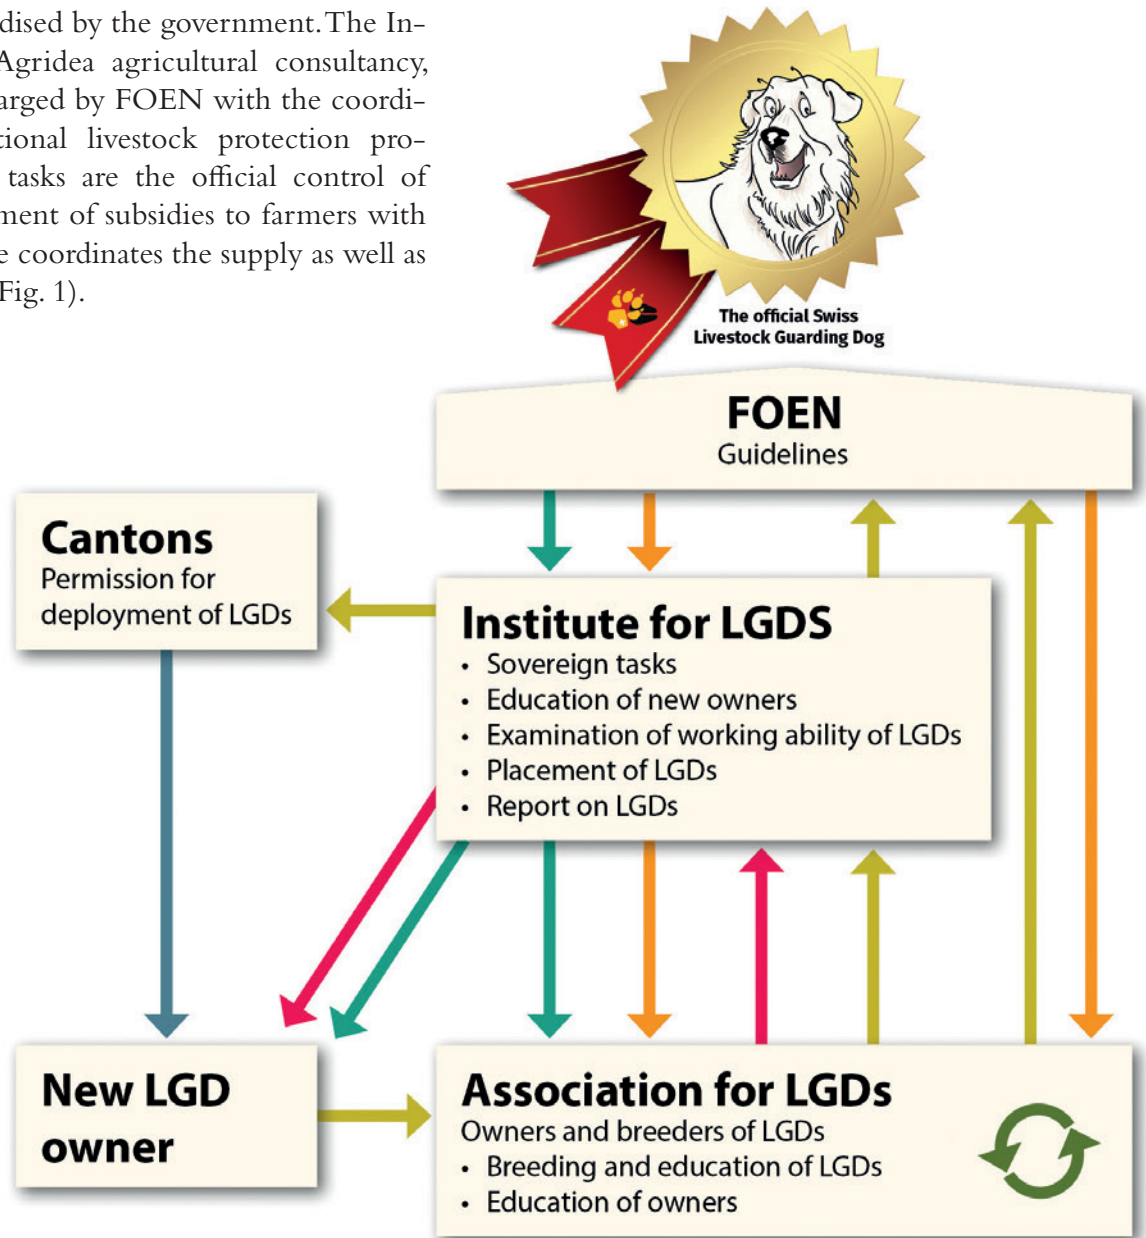 dised by the government. The In-
Agridea agricultural consultancy,
arged by FOEN with the coordi-
tional livestock protection pro-
tasks are the official control of
ment of subsidies to farmers with
e coordinates the supply as well as
Fig. 1).
The official Swiss
Livestock Guarding Dog
FOEN
Guidelines
Cantons
Permission for
deployment of LGDs
Institute for LGDS
• Sovereign tasks
• Education of new owners
• Examination of working ability of LGDs
• Placement of LGDs
• Report on LGDs
New LGD
owner
Association for LGDs
Owners and breeders of LGDs
• Breeding and education of LGDs
• Education of owners